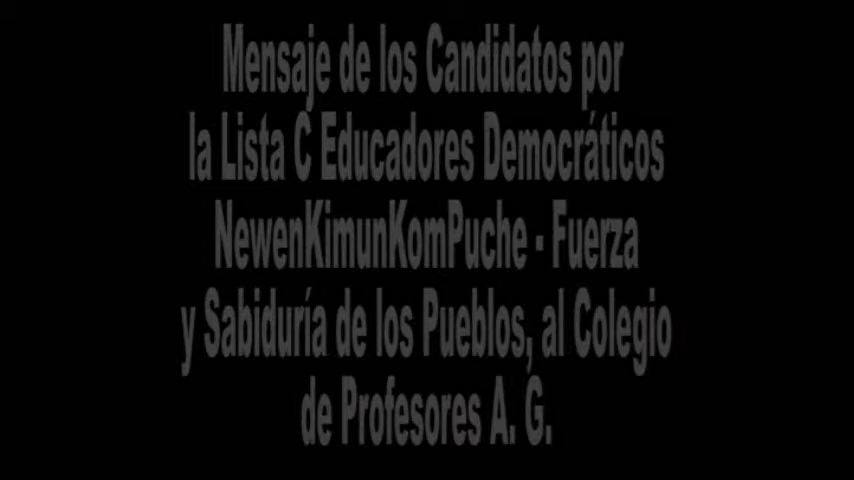 Mensaje de los Candidatos por
la Lista C Educadores Democráticos
NewenKimunKomPuche - Fuerza
y Sabiduría de los Pueblos, al Colegio
de Profesores A. G.